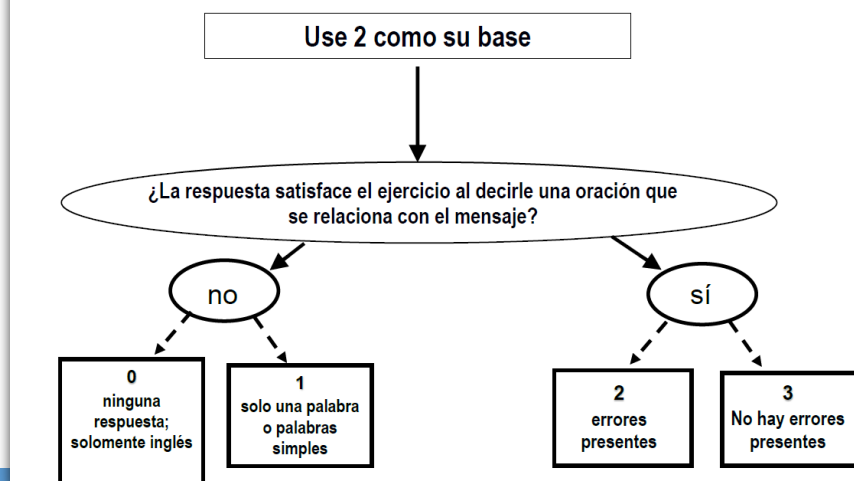 Use 2 como su base
¿La respuesta satisface el ejercicio al decirle una oración que
se relaciona con el mensaje?
no
sí
0
ninguna
respuesta;
solomente inglés
1
solo una palabra
o palabras
simples
2
errores
presentes
3
No hay errores
presentes